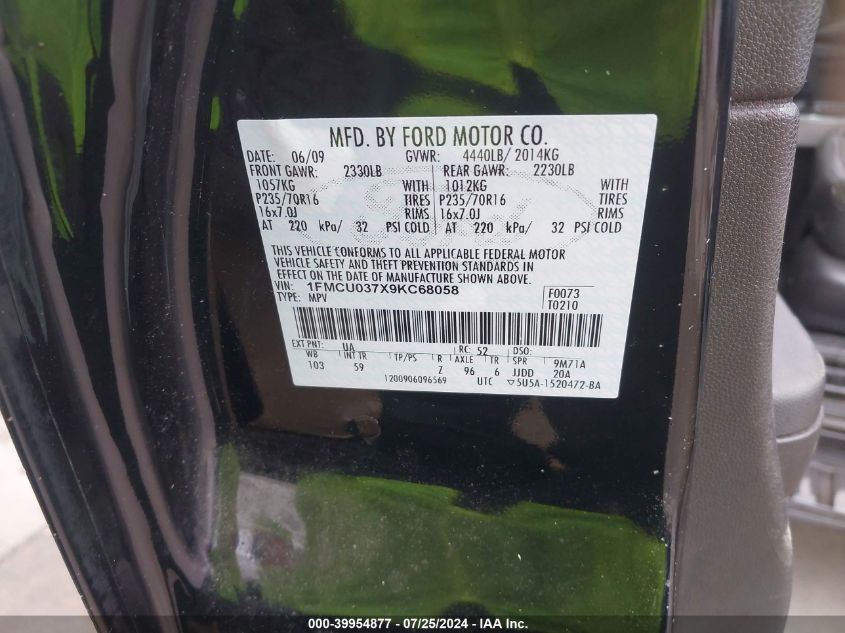 MFD. BY FORD MOTOR CO.
DATE: 06/09 GVWR: 4440LB/ 2014KG
FRONT GAWR: 2330LB REAR GAWR: 2230LB
1057KG WITH 1012KG WITH
P235/70R16 TIRES P235/70R16 TIRES
16x7.0J RIMS 16x7.0J RIMS
AT 220 kPa/ 32 PSI COLD AT 220 kPa/ 32 PSI COLD
THIS VEHICLE CONFORMS TO ALL APPLICABLE FEDERAL MOTOR
VEHICLE SAFETY AND THEFT PREVENTION STANDARDS IN
EFFECT ON THE DATE OF MANUFACTURE SHOWN ABOVE.
VIN: 1FMCU037X9KC68058 F0073
TYPE: MPV T0210
EXT PNT: UA RC: 52 DSO:
WB INT TR TP/PS R AXLE TR SPR 9M71A
103 59 Z 96 6 JJDD 20A
1200906096569 UTC 5U5A-1520472-BA
000-39954877 - 07/25/2024 - IAA Inc.